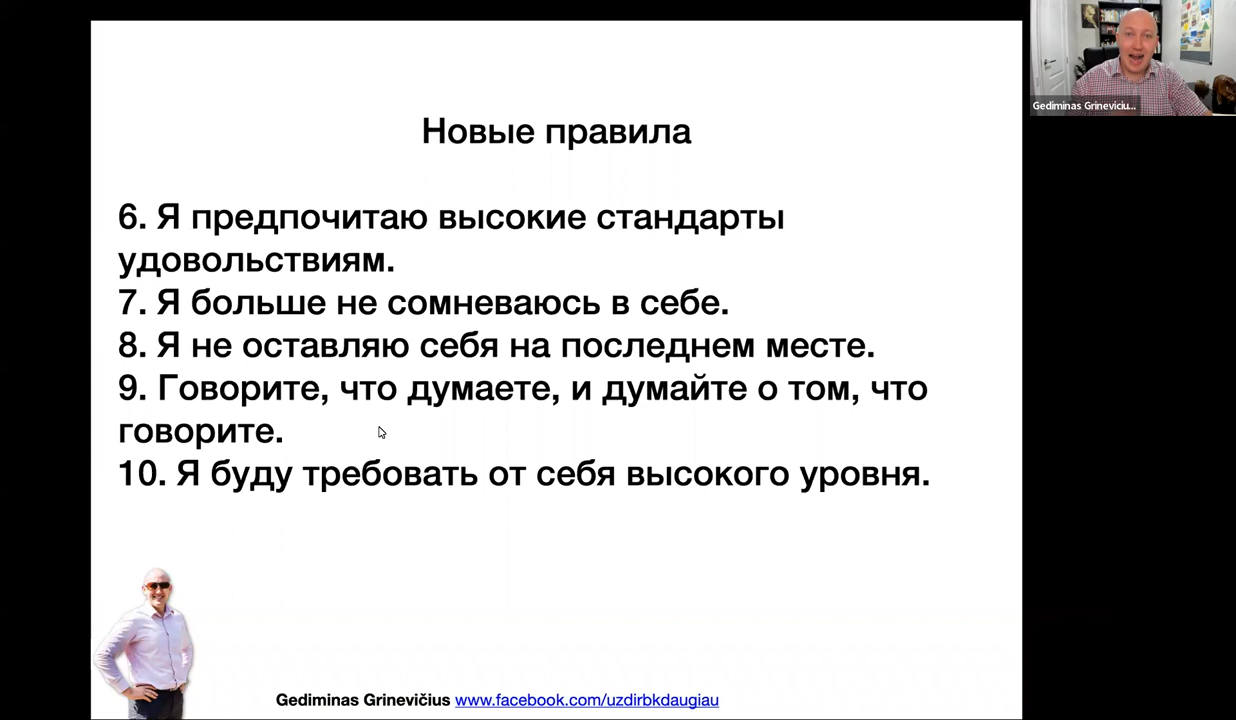 Новые правила
6. Я предпочитаю высокие стандарты
удовольствиям.
7. Я больше не сомневаюсь в себе.
8. Я не оставляю себя на последнем месте.
9. Говорите, что думаете, и думайте о том, что
говорите.
10. Я буду требовать от себя высокого уровня.
Gediminas Grinevičius www.facebook.com/uzdirbkdaugiau
Gediminas Grineviciu...